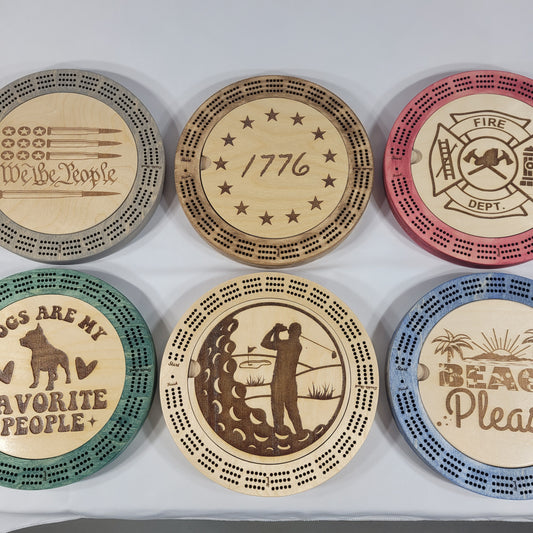 We the People
1776
FIRE
DEPT.
OGS ARE MY
AVORITE
PEOPLE
BEAC
Pleas